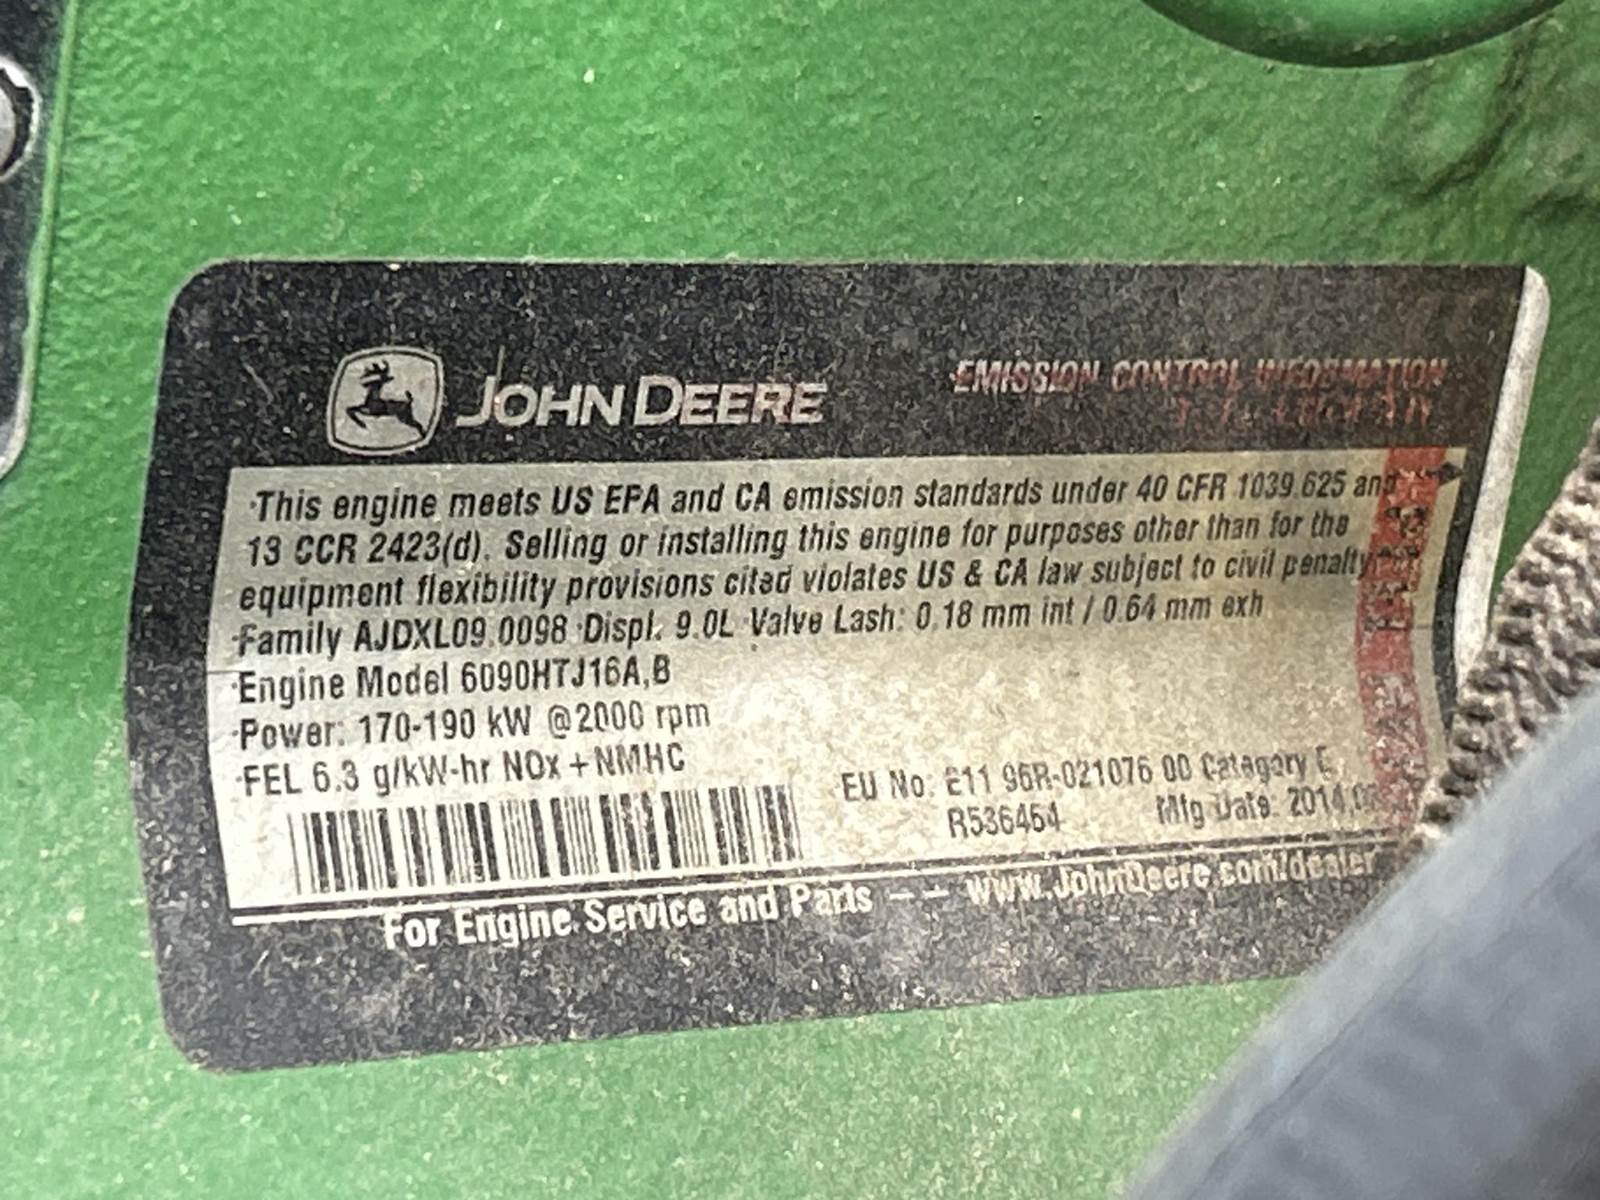 JOHN DEERE
EMISSION CONTROL INFORMATION
·This engine meets US EPA and CA emission standards under 40 CFR 1039.625 and
13 CCR 2423(d). Selling or installing this engine for purposes other than for the
equipment flexibility provisions cited violates US & CA law subject to civil penalty
·Family AJDXL09.0098 ·Displ. 9.0L ·Valve Lash: 0.18 mm int / 0.64 mm exh
·Engine Model 6090HTJ16A,B
·Power: 170-190 kW @2000 rpm
·FEL 6.3 g/kW-hr NOx+NMHC
EU No: E11 96R-021076 00 Category E
R536464 Mfg Date:
For Engine Service and Parts -- www.JohnDeere.com/dealer